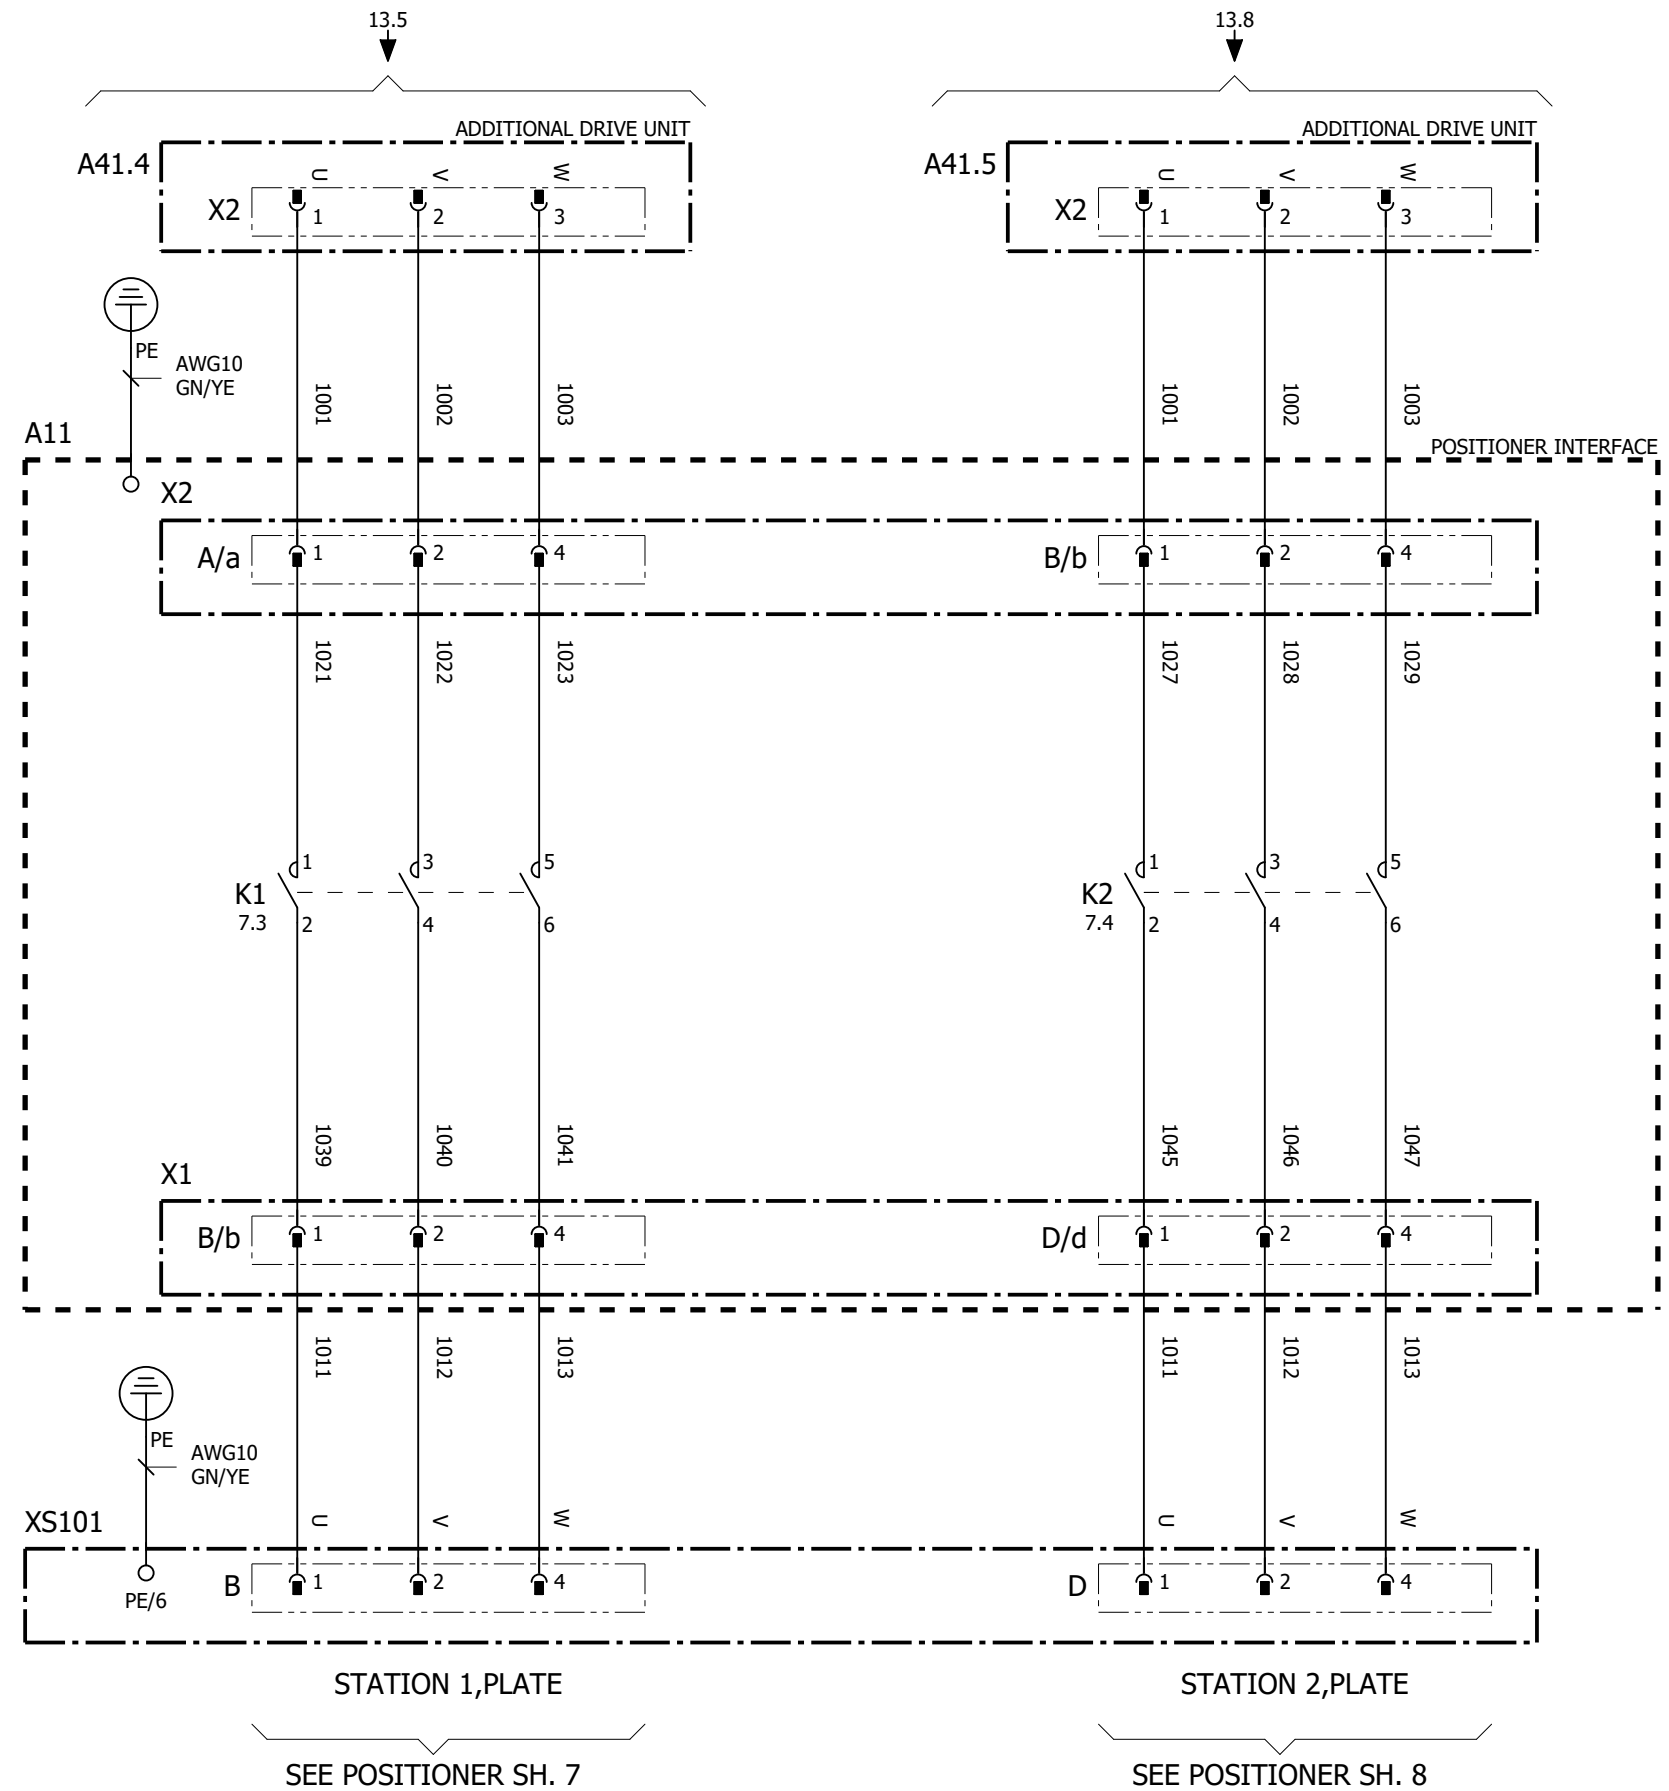 13.5 13.8
ADDITIONAL DRIVE UNIT ADDITIONAL DRIVE UNIT
A41.4 U V W A41.5 U V W
X2 1 2 3 X2 1 2 3
PE
AWG10
GN/YE
1001 1002 1003 1001 1002 1003
A11 POSITIONER INTERFACE
X2
A/a 1 2 4 B/b 1 2 4
1021 1022 1023 1027 1028 1029
1 3 5 1 3 5
K1 K2
7.3 2 4 6 7.4 2 4 6
1039 1040 1041 1045 1046 1047
X1
B/b 1 2 4 D/d 1 2 4
1011 1012 1013 1011 1012 1013
PE
AWG10
GN/YE
XS101 U V W U V W
B 1 2 4 D 1 2 4
PE/6
STATION 1,PLATE STATION 2,PLATE
SEE POSITIONER SH. 7 SEE POSITIONER SH. 8